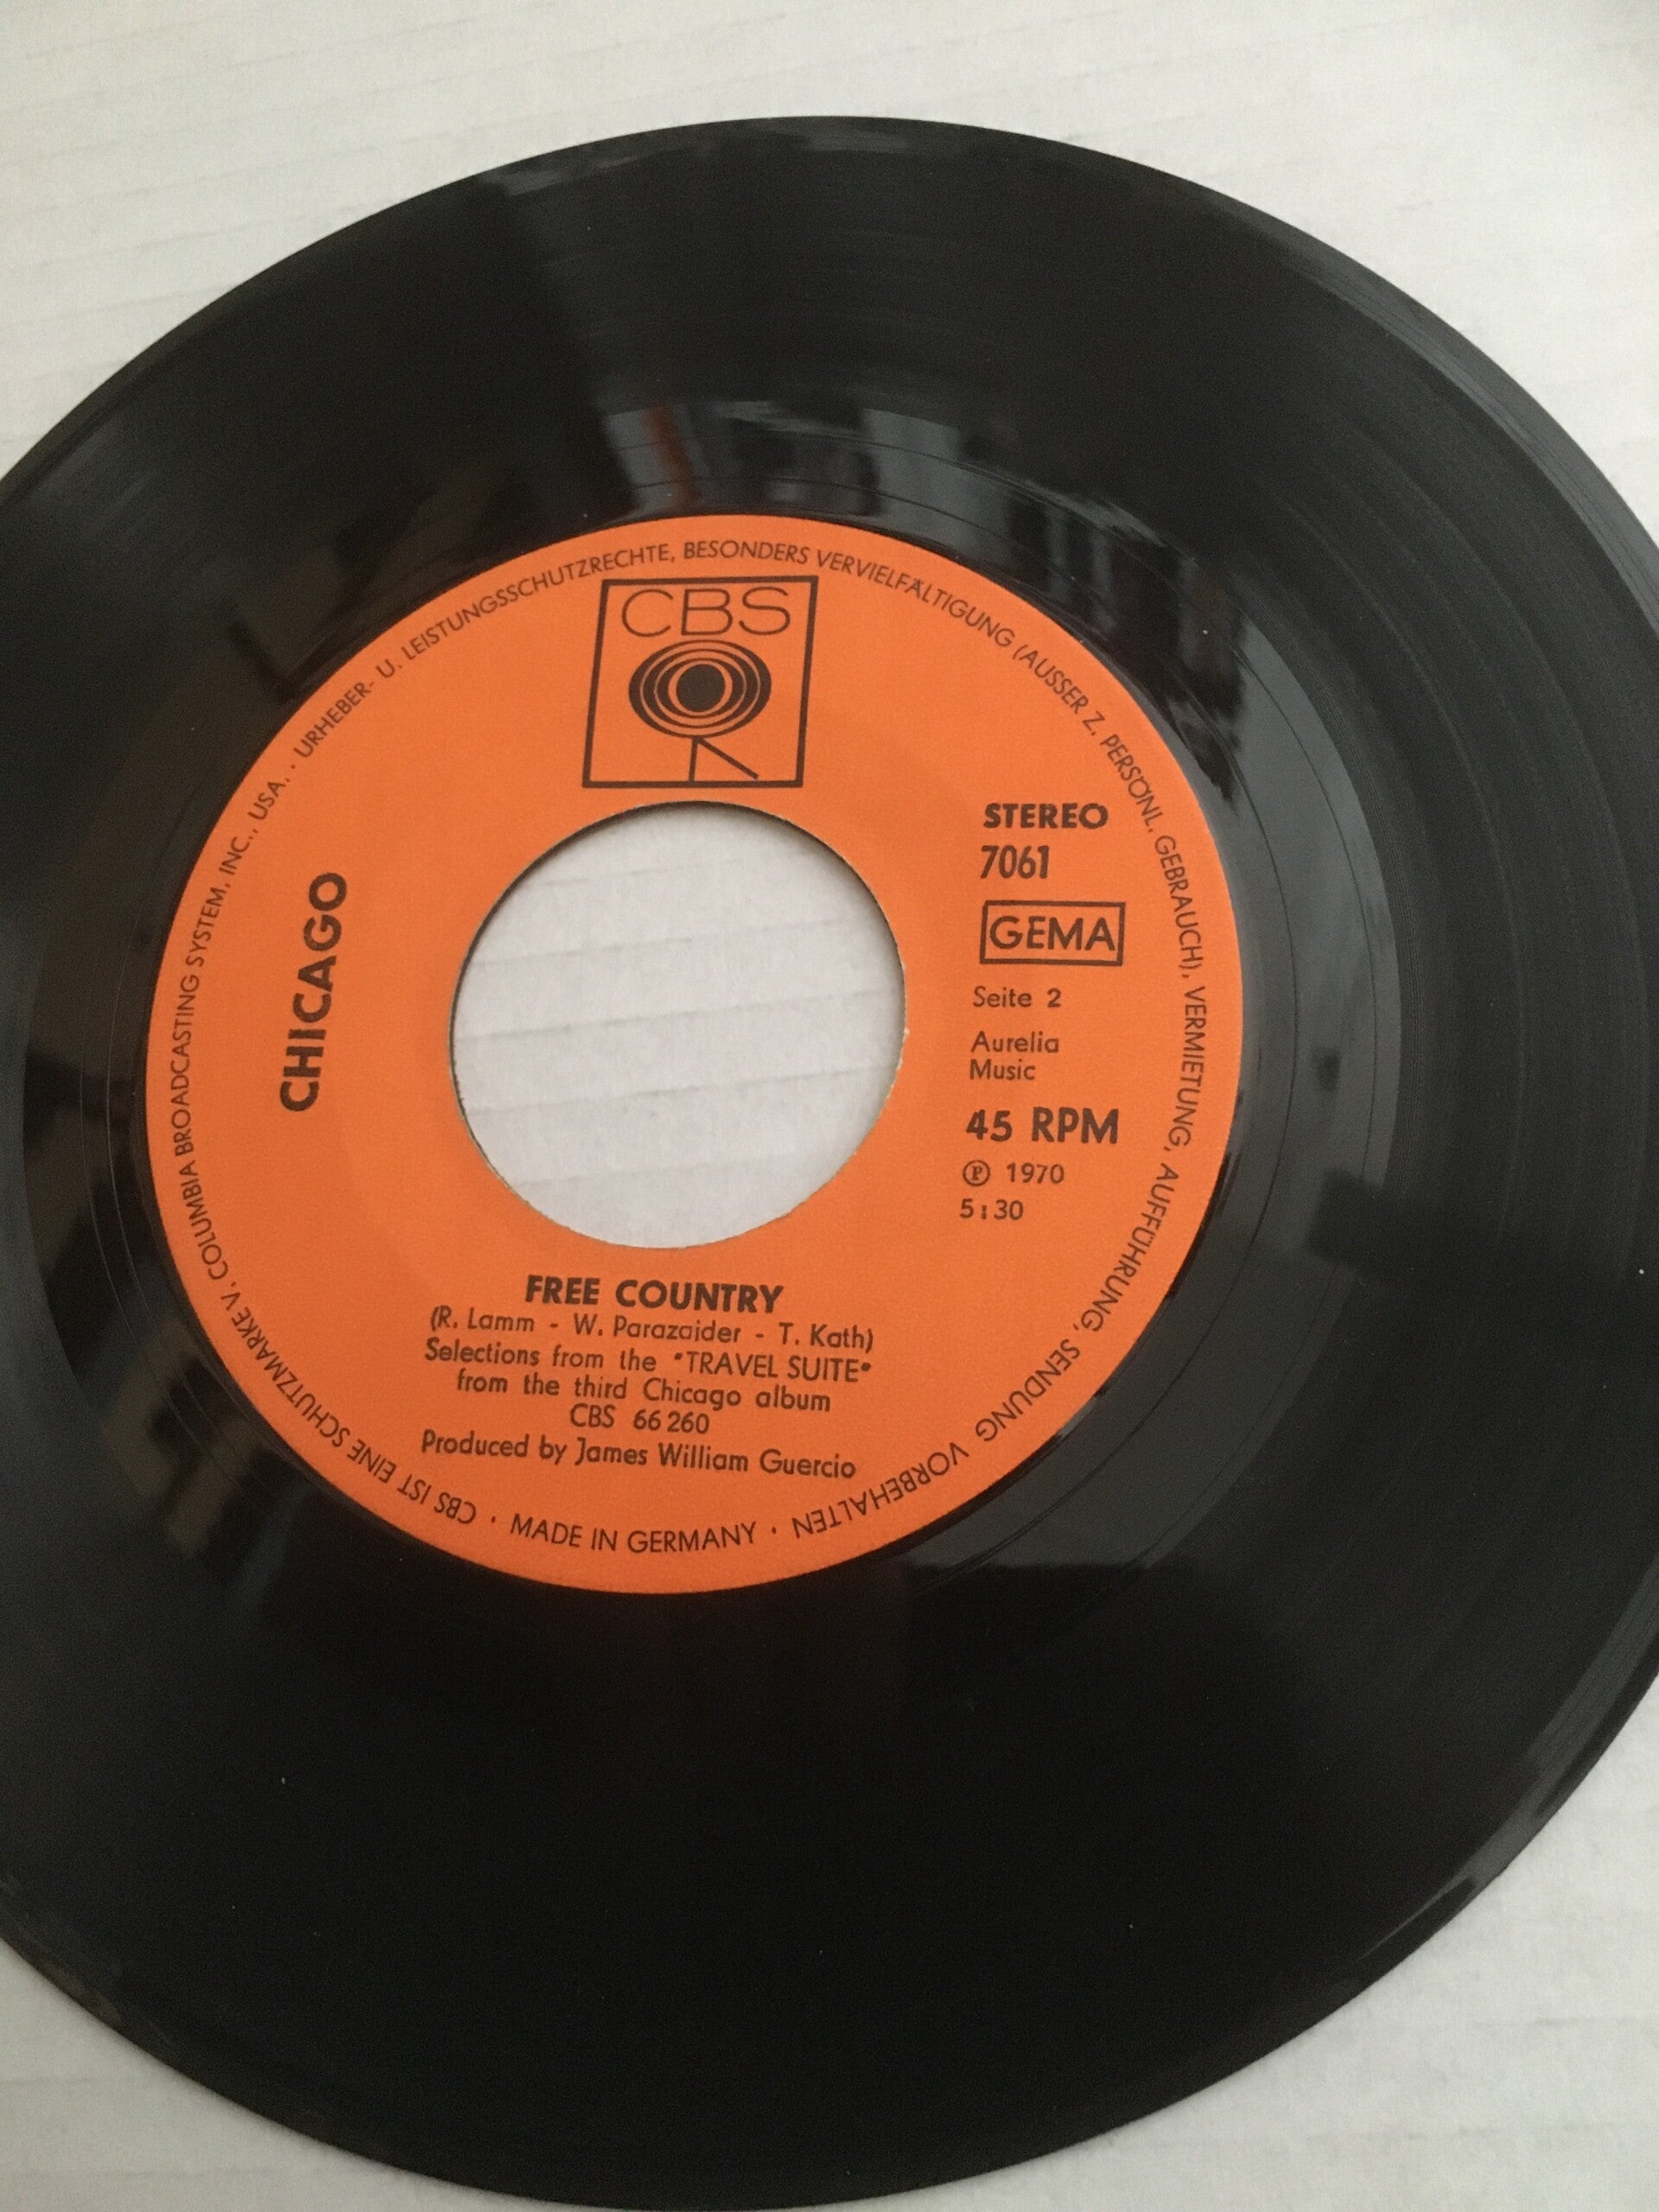 CBS
CHICAGO
STEREO
7061
GEMA
Seite 2
Aurelia
Music
45 RPM
℗ 1970
5:30
FREE COUNTRY
(R. Lamm - W. Parazaider - T. Kath)
Selections from the "TRAVEL SUITE"
from the third Chicago album
CBS 66 260
Produced by James William Guercio
CBS IST EINE SCHUTZMARKE V. COLUMBIA BROADCASTING SYSTEM, INC., USA. · URHEBER- U. LEISTUNGSSCHUTZRECHTE, BESONDERS VERVIELFÄLTIGUNG (AUSSER Z. PERSÖNL. GEBRAUCH), VERMIETUNG, AUFFÜHRUNG, SENDUNG VORBEHALTEN · MADE IN GERMANY ·